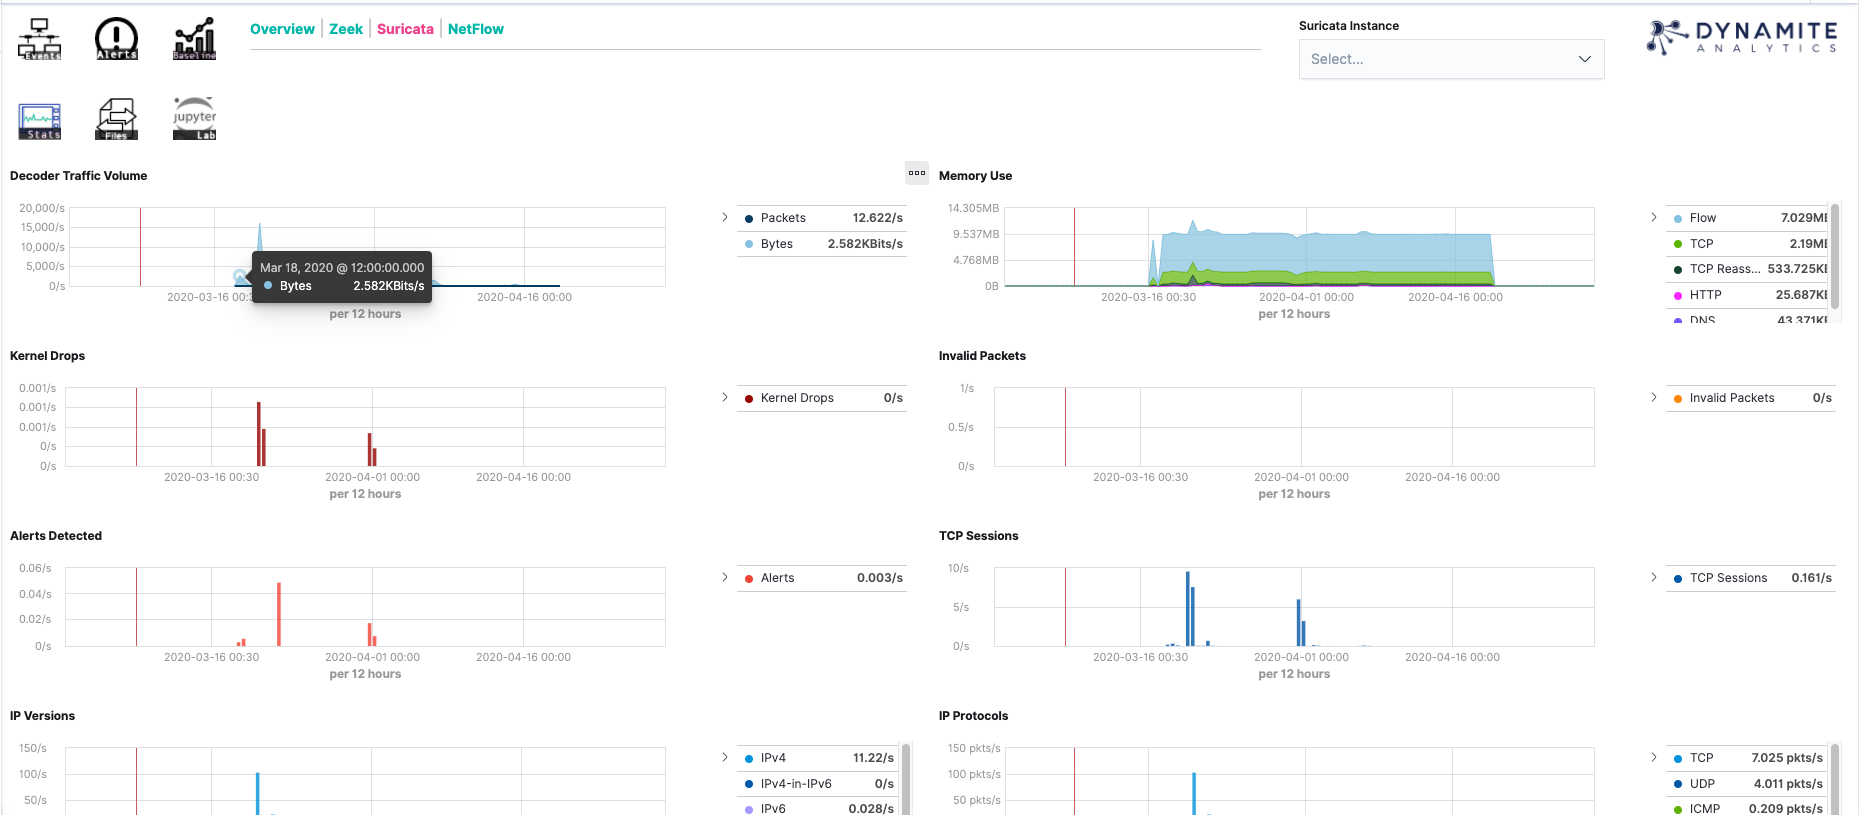 Events
Alerts
Baseline
Overview | Zeek | Suricata | NetFlow
Suricata Instance
Select...
DYNAMITE
ANALYTICS
Stats
Files
jupyter
Lab
Decoder Traffic Volume
20,000/s
15,000/s
10,000/s
5,000/s
0/s
2020-03-16 00:3
2020-04-16 00:00
per 12 hours
Mar 18, 2020 @ 12:00:00.000
Bytes 2.582KBits/s
Packets 12.622/s
Bytes 2.582KBits/s
Memory Use
14.305MB
9.537MB
4.768MB
0B
2020-03-16 00:30
2020-04-01 00:00
2020-04-16 00:00
per 12 hours
Flow 7.029MB
TCP 2.19MB
TCP Reass... 533.725KB
HTTP 25.687KB
DNS 43.371KB
Kernel Drops
0.001/s
0.001/s
0.001/s
0/s
0/s
2020-03-16 00:30
2020-04-01 00:00
2020-04-16 00:00
per 12 hours
Kernel Drops 0/s
Invalid Packets
1/s
0.5/s
0/s
2020-03-16 00:30
2020-04-01 00:00
2020-04-16 00:00
per 12 hours
Invalid Packets 0/s
Alerts Detected
0.06/s
0.04/s
0.02/s
0/s
2020-03-16 00:30
2020-04-01 00:00
2020-04-16 00:00
per 12 hours
Alerts 0.003/s
TCP Sessions
10/s
5/s
0/s
2020-03-16 00:30
2020-04-01 00:00
2020-04-16 00:00
per 12 hours
TCP Sessions 0.161/s
IP Versions
150/s
100/s
50/s
IPv4 11.22/s
IPv4-in-IPv6 0/s
IPv6 0.028/s
IP Protocols
150 pkts/s
100 pkts/s
50 pkts/s
TCP 7.025 pkts/s
UDP 4.011 pkts/s
ICMP 0.209 pkts/s